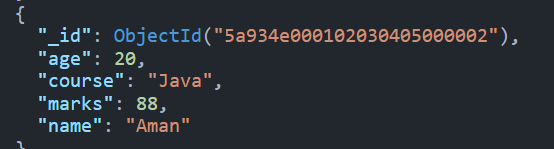 {
"_id": ObjectId("5a934e000102030405000002"),
"age": 20,
"course": "Java",
"marks": 88,
"name": "Aman"
}